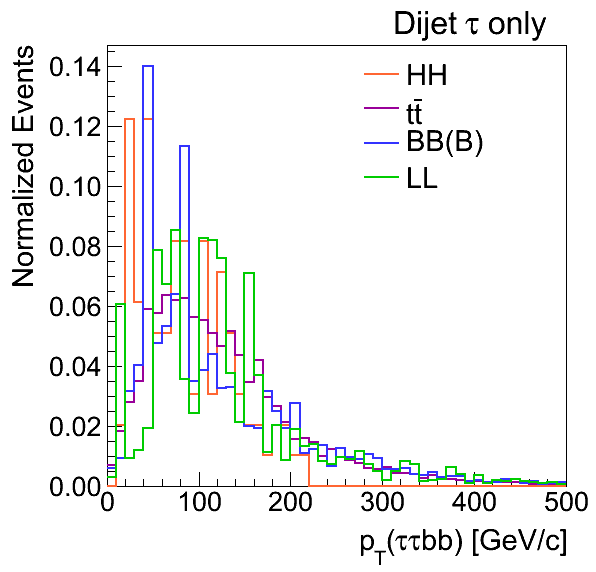 Dijet τ only
Normalized Events
HH
tt̄
BB(B)
LL
0.14
0.12
0.10
0.08
0.06
0.04
0.02
0.00
0 100 200 300 400 500
p_T(ττbb) [GeV/c]